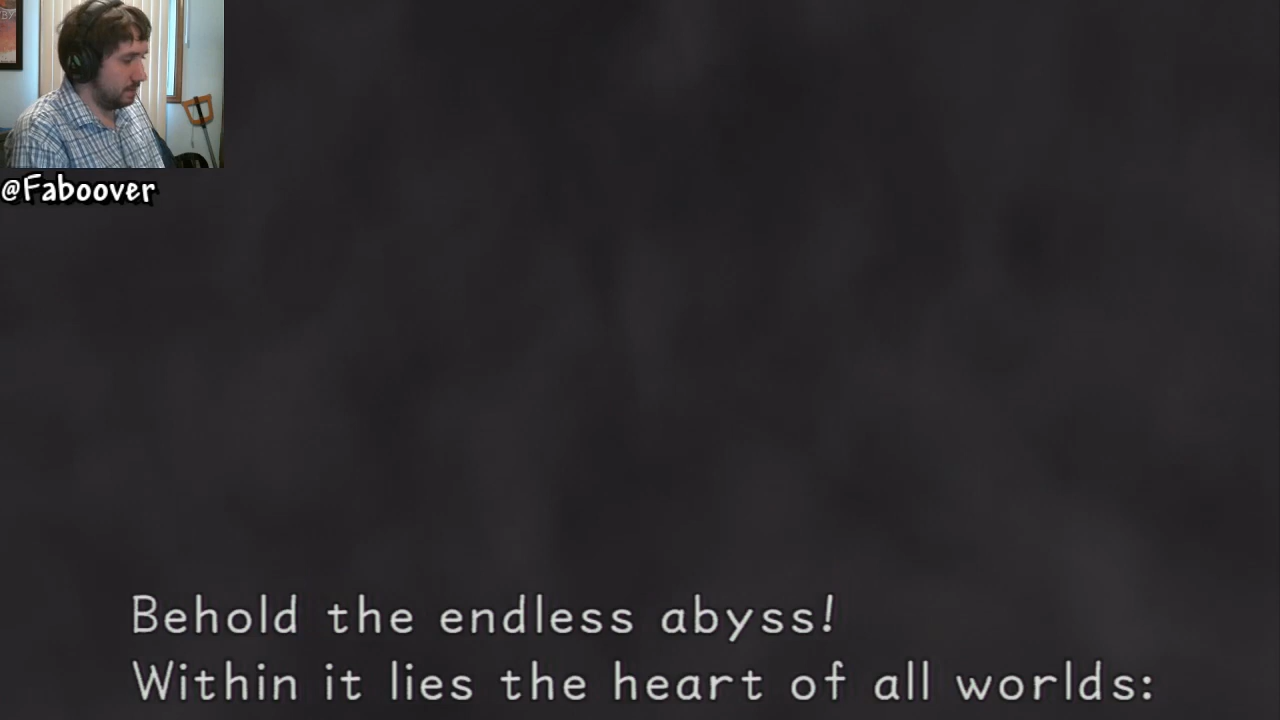 @Faboover
Behold the endless abyss!
Within it lies the heart of all worlds: